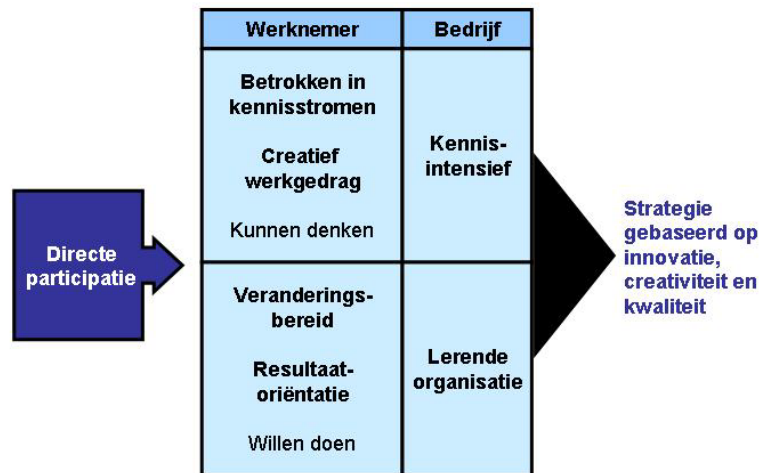 Directe
participatie
Werknemer
Bedrijf
Betrokken in
kennisstromen
Creatief
werkgedrag
Kunnen denken
Kennis-
intensief
Veranderings-
bereid
Resultaat-
oriëntatie
Willen doen
Lerende
organisatie
Strategie
gebaseerd op
innovatie,
creativiteit en
kwaliteit